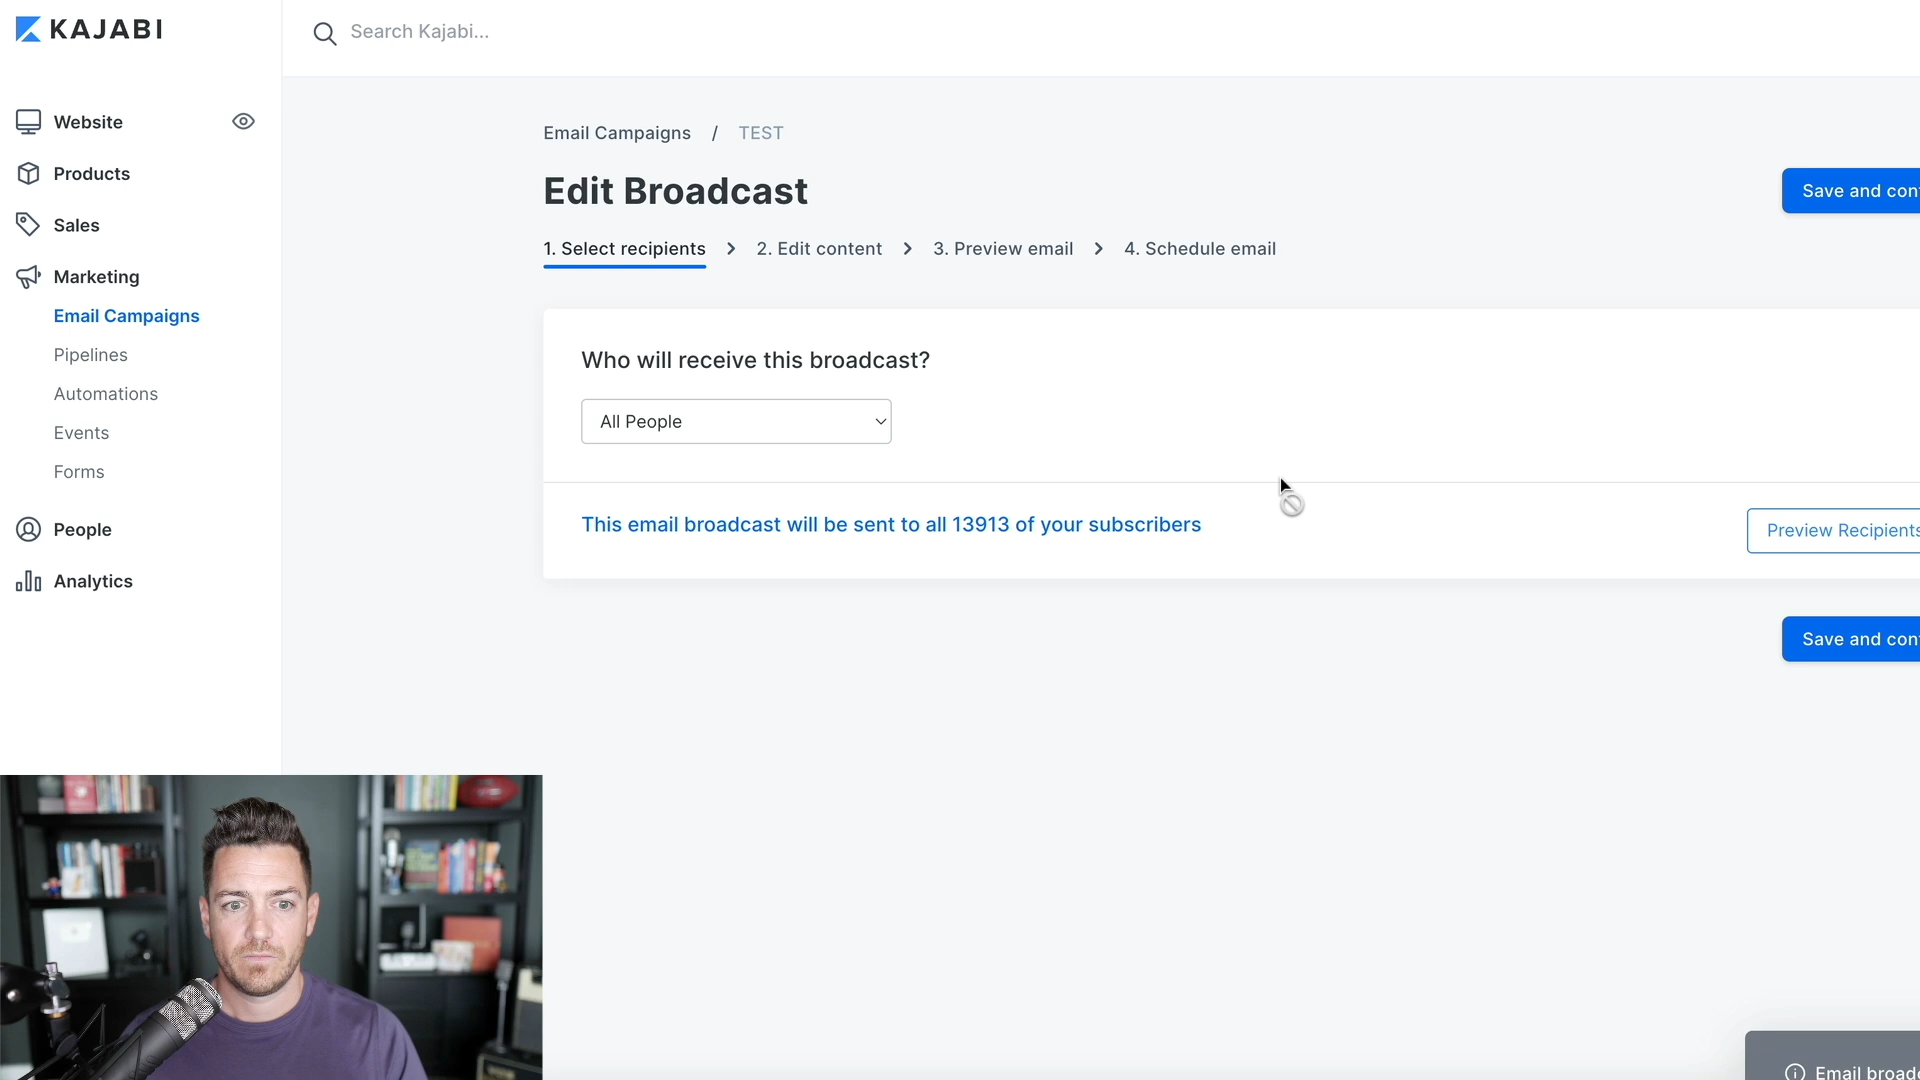 KAJABI
Search Kajabi...
Website
Products
Sales
Marketing
Email Campaigns
Pipelines
Automations
Events
Forms
People
Analytics
Email Campaigns / TEST
Edit Broadcast
Save and con
1. Select recipients > 2. Edit content > 3. Preview email > 4. Schedule email
Who will receive this broadcast?
All People
This email broadcast will be sent to all 13913 of your subscribers
Preview Recipients
Save and con
Email broad